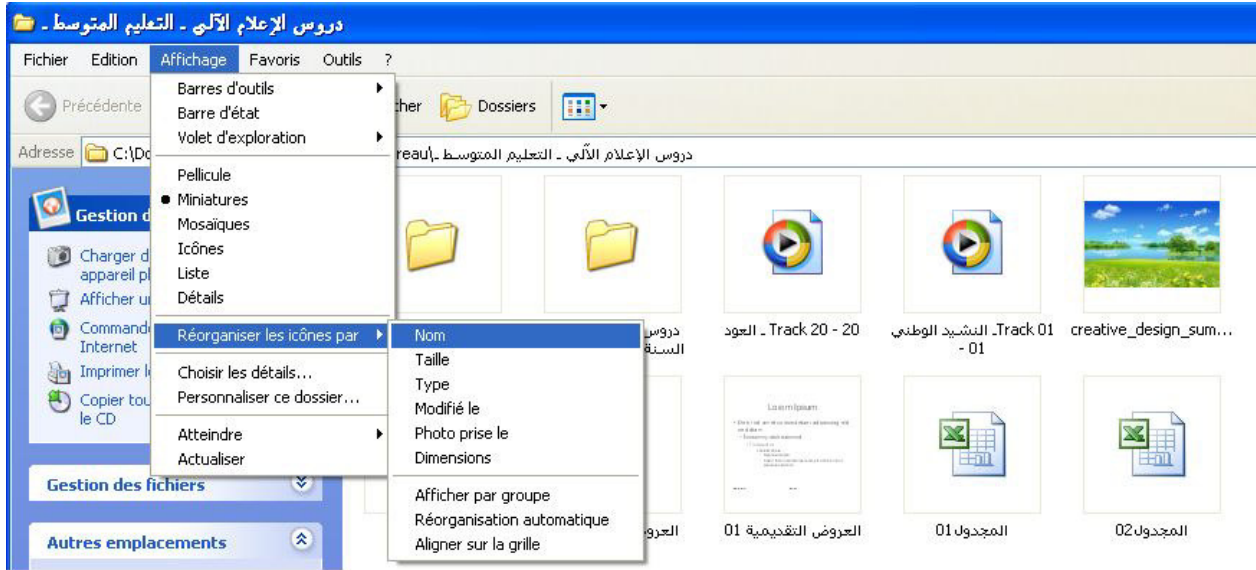 دروس الإعلام الآلي ـ التعليم المتوسط ـ
Fichier Edition Affichage Favoris Outils ?
Précédente cher Dossiers
Adresse C:\Do reau\ـ دروس الإعلام الآلي ـ التعليم المتوسط
Barres d'outils
Barre d'état
Volet d'exploration
Pellicule
Miniatures
Mosaïques
Icônes
Liste
Détails
Réorganiser les icônes par
Choisir les détails...
Personnaliser ce dossier...
Atteindre
Actualiser
Nom
Taille
Type
Modifié le
Photo prise le
Dimensions
Afficher par groupe
Réorganisation automatique
Aligner sur la grille
Gestion d
Charger d
appareil pl
Afficher u
Command
Internet
Imprimer l
Copier tou
le CD
Gestion des fichiers
Autres emplacements
دروس
السنة
Track 20 - 20 ـ العود
Track 01ـ النشيد الوطني
- 01
creative_design_sum...
Lorem Ipsum
العرو
العروض التقديمية 01
المجدول01
المجدول02